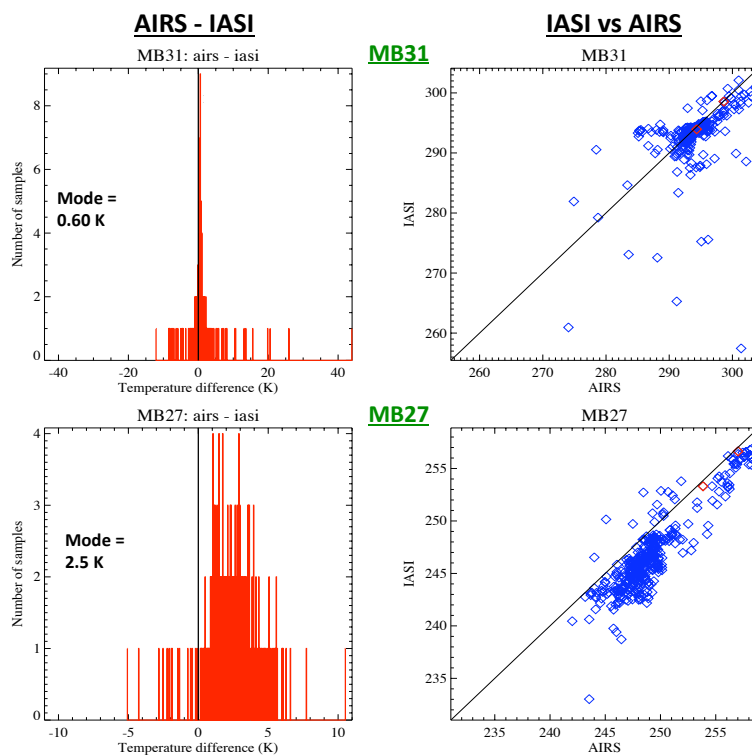 AIRS - IASI
IASI vs AIRS
MB31: airs - iasi
MB31
MB31
Number of samples
8
6
4
2
0
Mode =
0.60 K
-40 -20 0 20 40
Temperature difference (K)
IASI
300
290
280
270
260
260 270 280 290 300
AIRS
MB27: airs - iasi
MB27
MB27
Number of samples
4
3
2
1
0
Mode =
2.5 K
-10 -5 0 5 10
Temperature difference (K)
IASI
255
250
245
240
235
231
235 240 245 250 255
AIRS